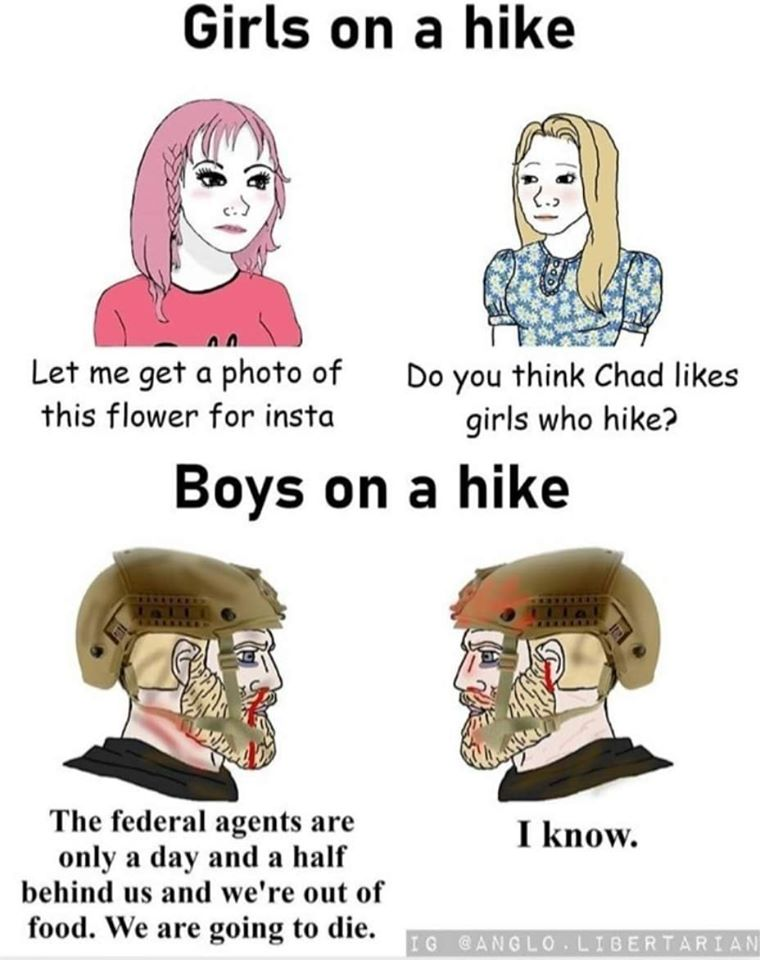 Girls on a hike
Let me get a photo of
this flower for insta
Do you think Chad likes
girls who hike?
Boys on a hike
The federal agents are
only a day and a half
behind us and we're out of
food. We are going to die.
I know.
IG @ANGLO.LIBERTARIAN